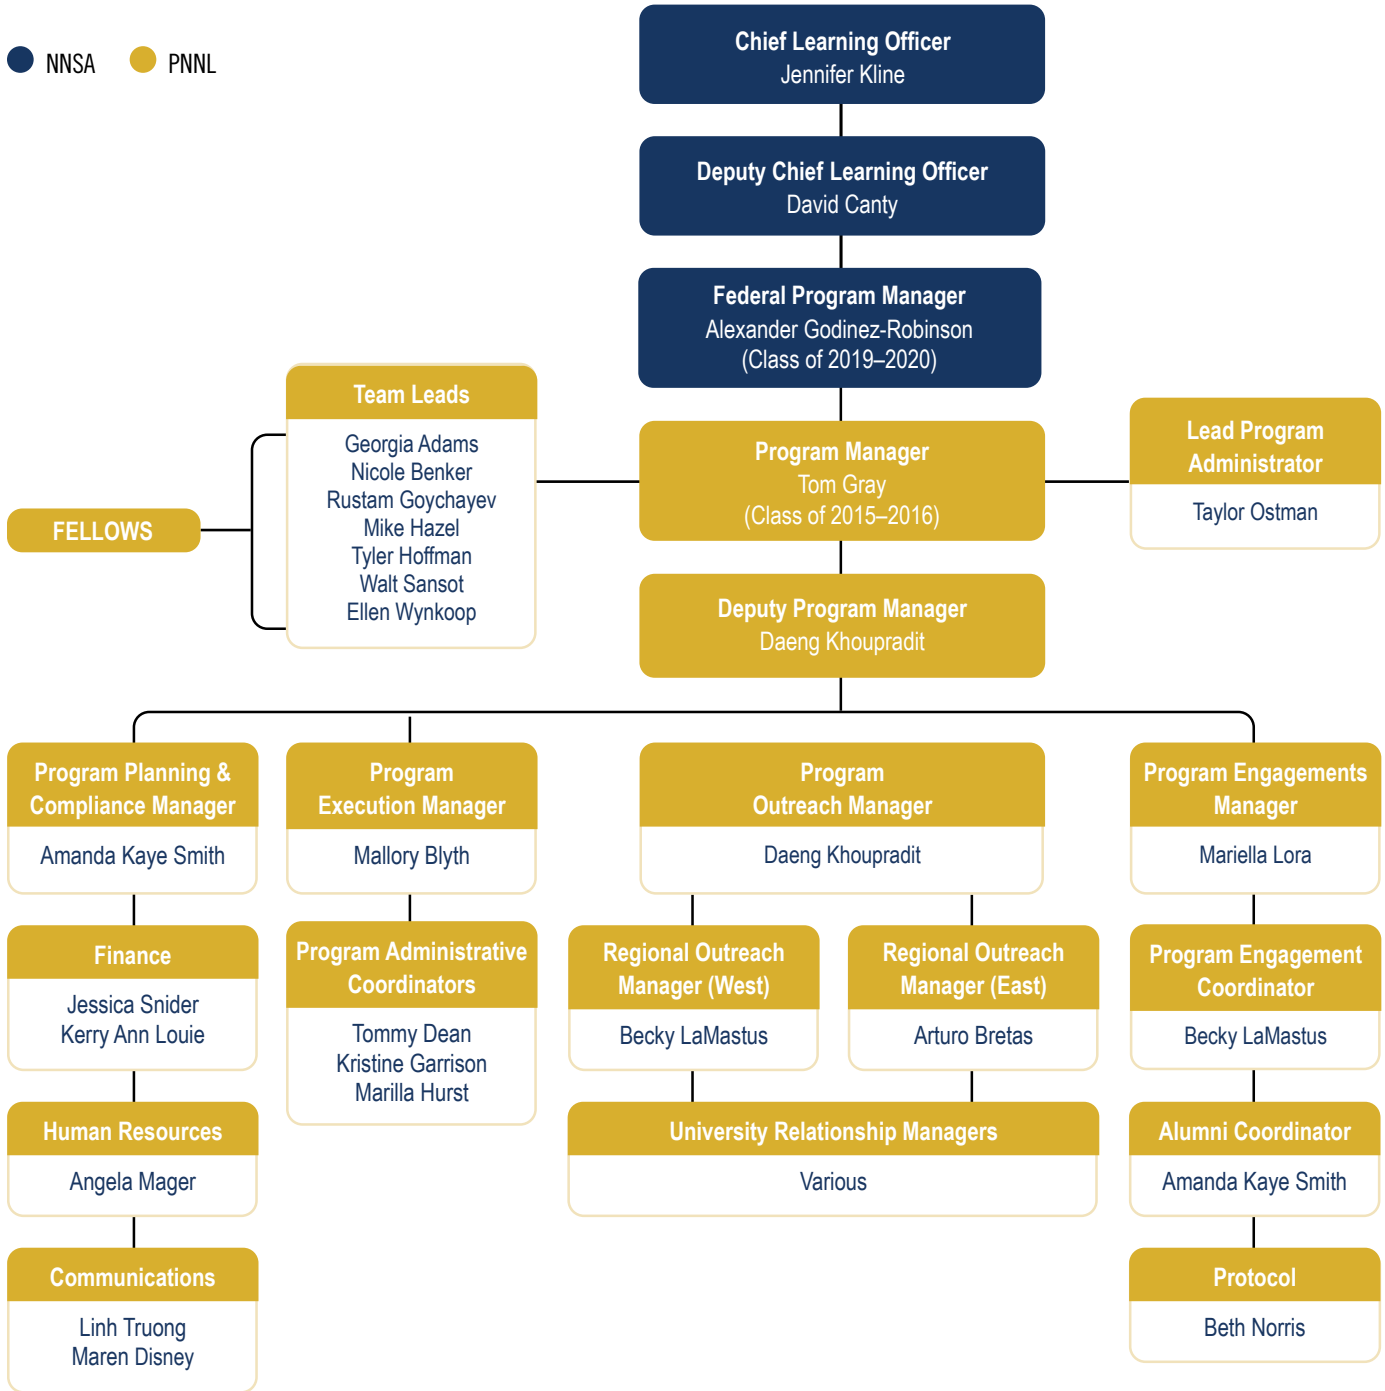 NNSA
PNNL
Chief Learning Officer
Jennifer Kline
Deputy Chief Learning Officer
David Canty
Federal Program Manager
Alexander Godinez-Robinson
(Class of 2019–2020)
Team Leads
Georgia Adams
Nicole Benker
Rustam Goychayev
Mike Hazel
Tyler Hoffman
Walt Sansot
Ellen Wynkoop
FELLOWS
Program Manager
Tom Gray
(Class of 2015–2016)
Lead Program
Administrator
Taylor Ostman
Deputy Program Manager
Daeng Khoupradit
Program Planning &
Compliance Manager
Amanda Kaye Smith
Finance
Jessica Snider
Kerry Ann Louie
Human Resources
Angela Mager
Communications
Linh Truong
Maren Disney
Program
Execution Manager
Mallory Blyth
Program Administrative
Coordinators
Tommy Dean
Kristine Garrison
Marilla Hurst
Program
Outreach Manager
Daeng Khoupradit
Regional Outreach
Manager (West)
Becky LaMastus
Regional Outreach
Manager (East)
Arturo Bretas
University Relationship Managers
Various
Program Engagements
Manager
Mariella Lora
Program Engagement
Coordinator
Becky LaMastus
Alumni Coordinator
Amanda Kaye Smith
Protocol
Beth Norris